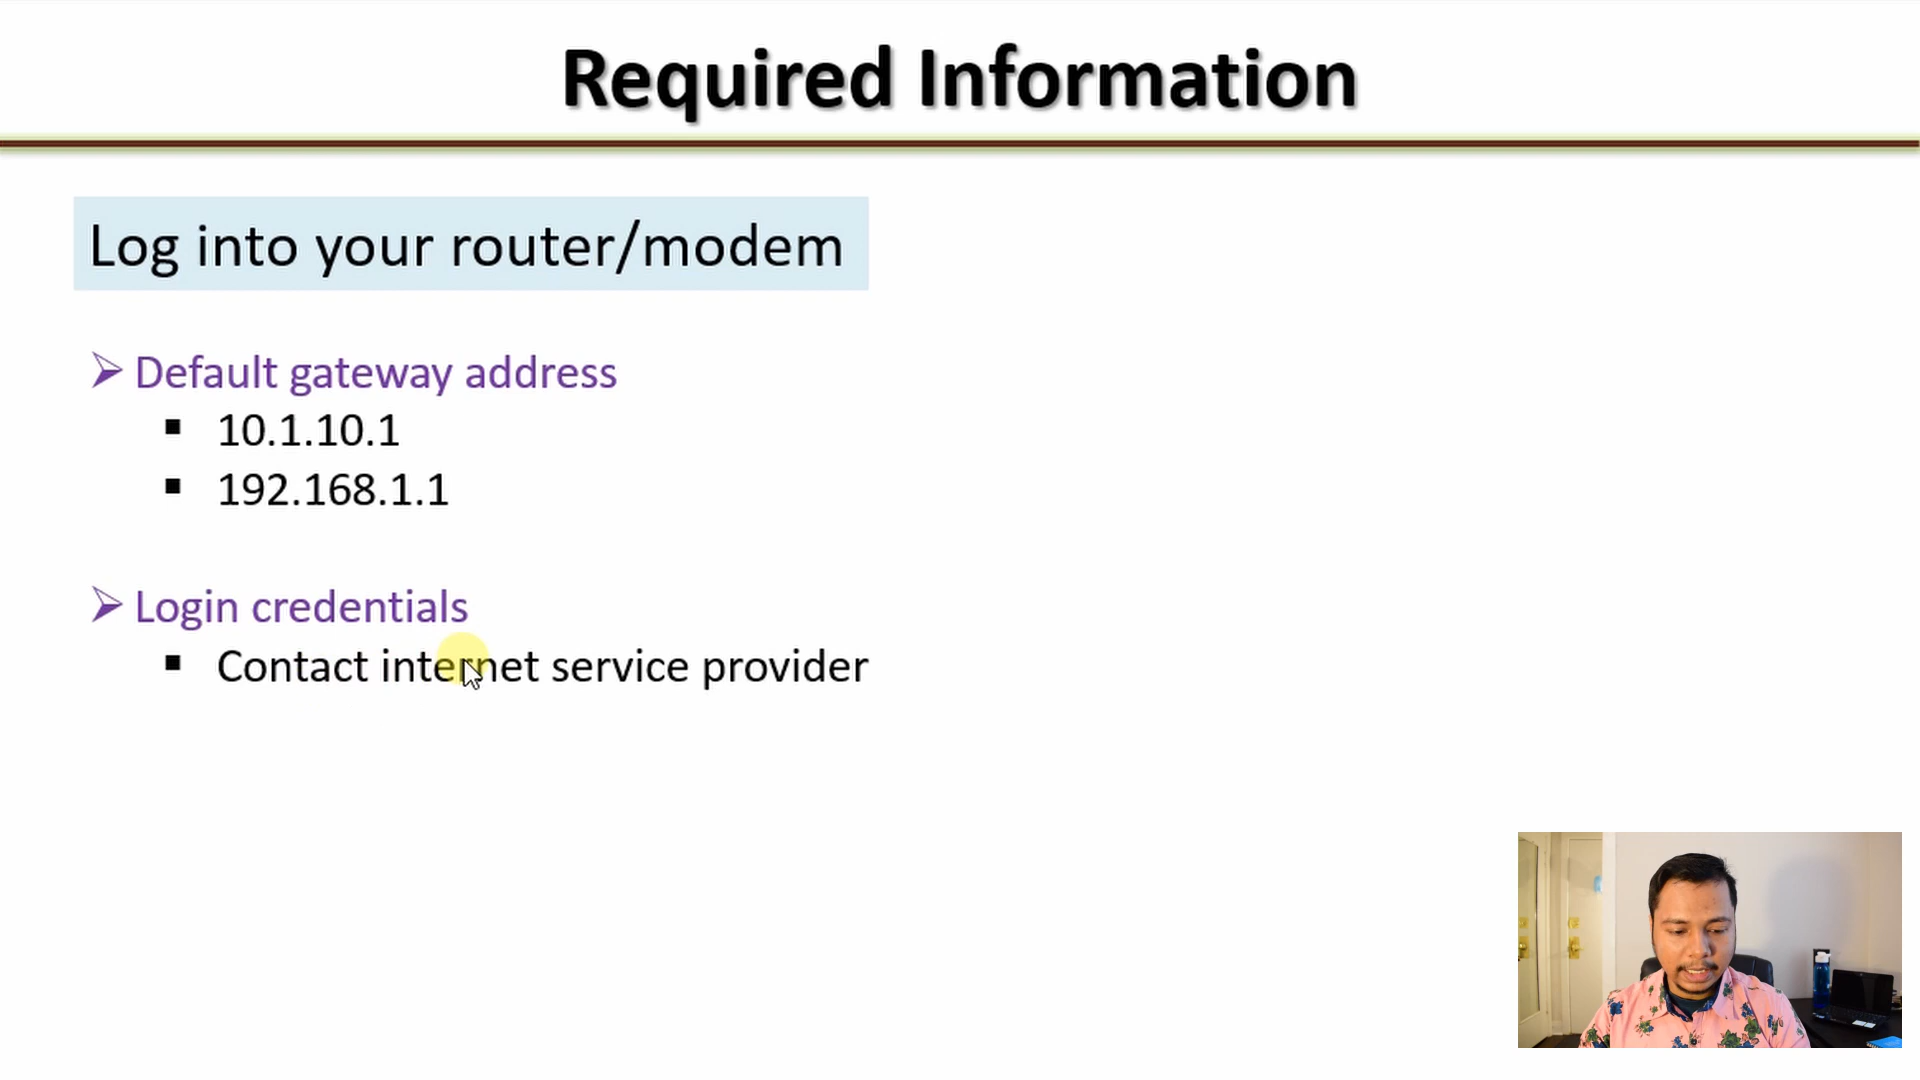 Required Information
Log into your router/modem
Default gateway address
10.1.10.1
192.168.1.1
Login credentials
Contact internet service provider